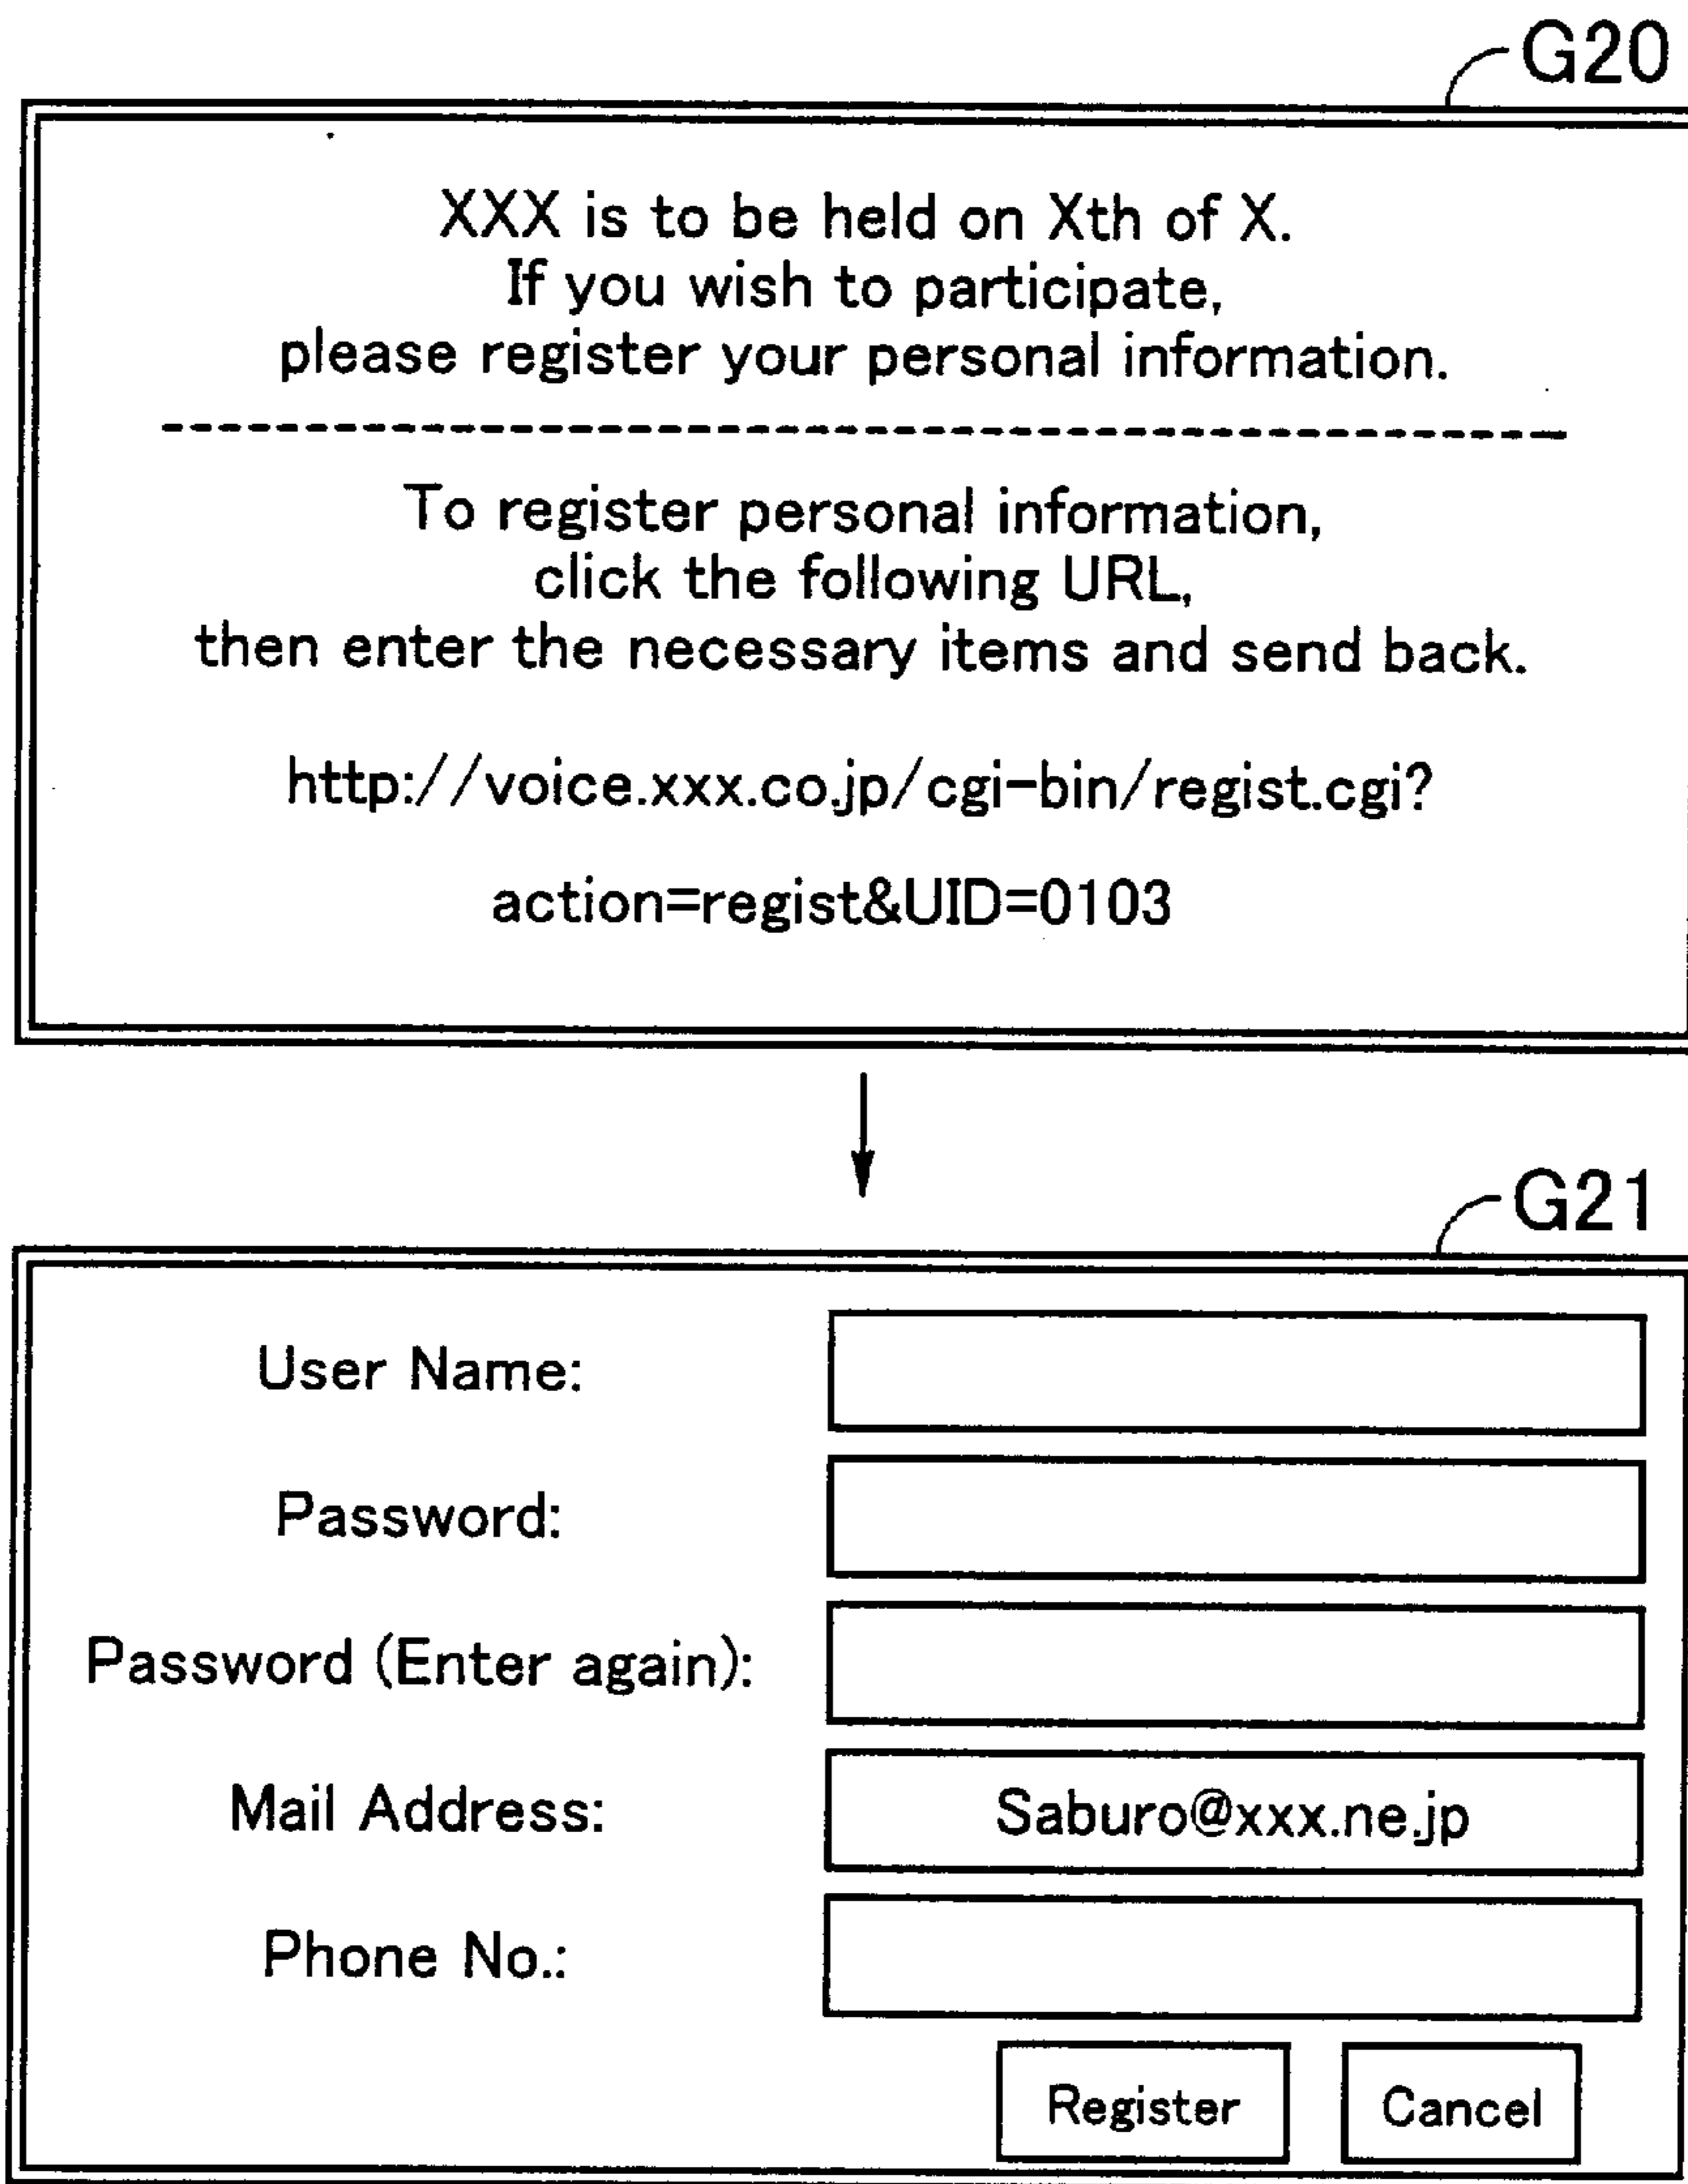 G20
XXX is to be held on Xth of X.
If you wish to participate,
please register your personal information.
To register personal information,
click the following URL,
then enter the necessary items and send back.
http://voice.xxx.co.jp/cgi-bin/regist.cgi?
action=regist&UID=0103
G21
User Name:
Password:
Password (Enter again):
Mail Address: Saburo@xxx.ne.jp
Phone No.:
Register Cancel